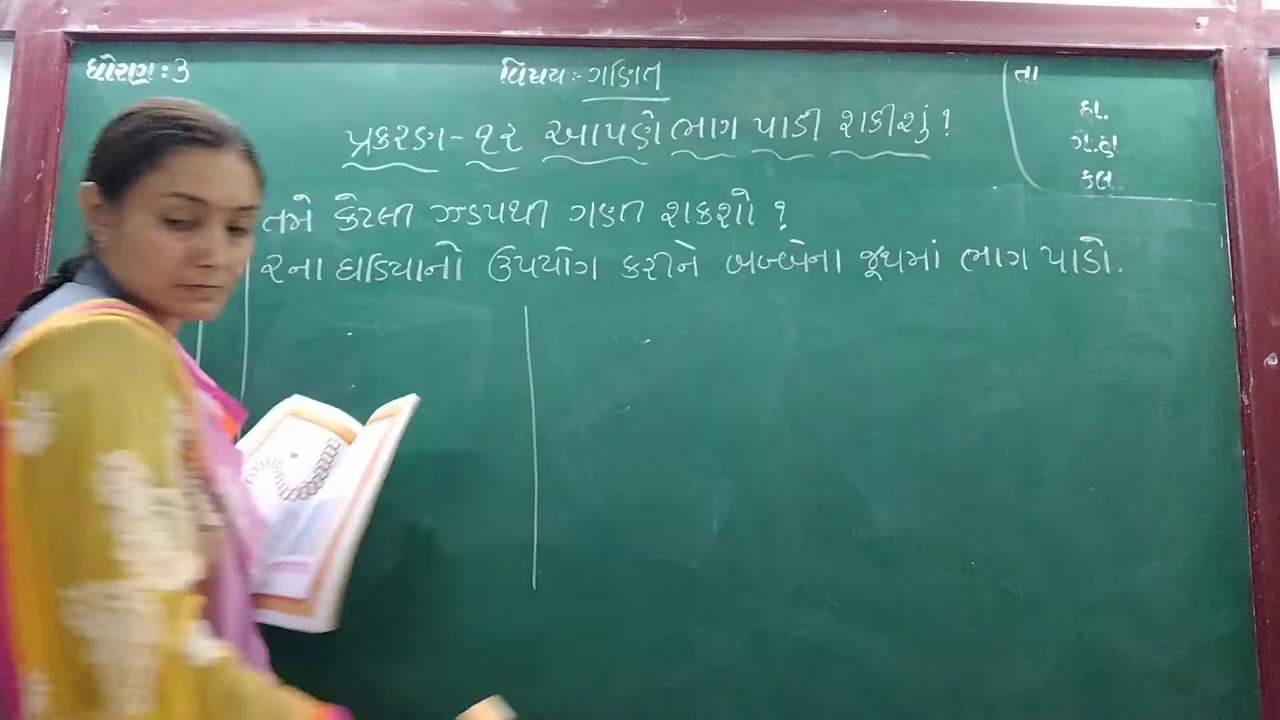 ધોરણ : 3
વિષય :- ગણિત
તા
હા.
ગે.હા
કુલ
પ્રકરણ - ૧૨ આપણે ભાગ પાડી શકીશું ?
તમે કેટલી ઝડપથી ગણી શકશો ?
૨ના ઘડિયાનો ઉપયોગ કરીને બબ્બેના જૂથમાં ભાગ પાડો.